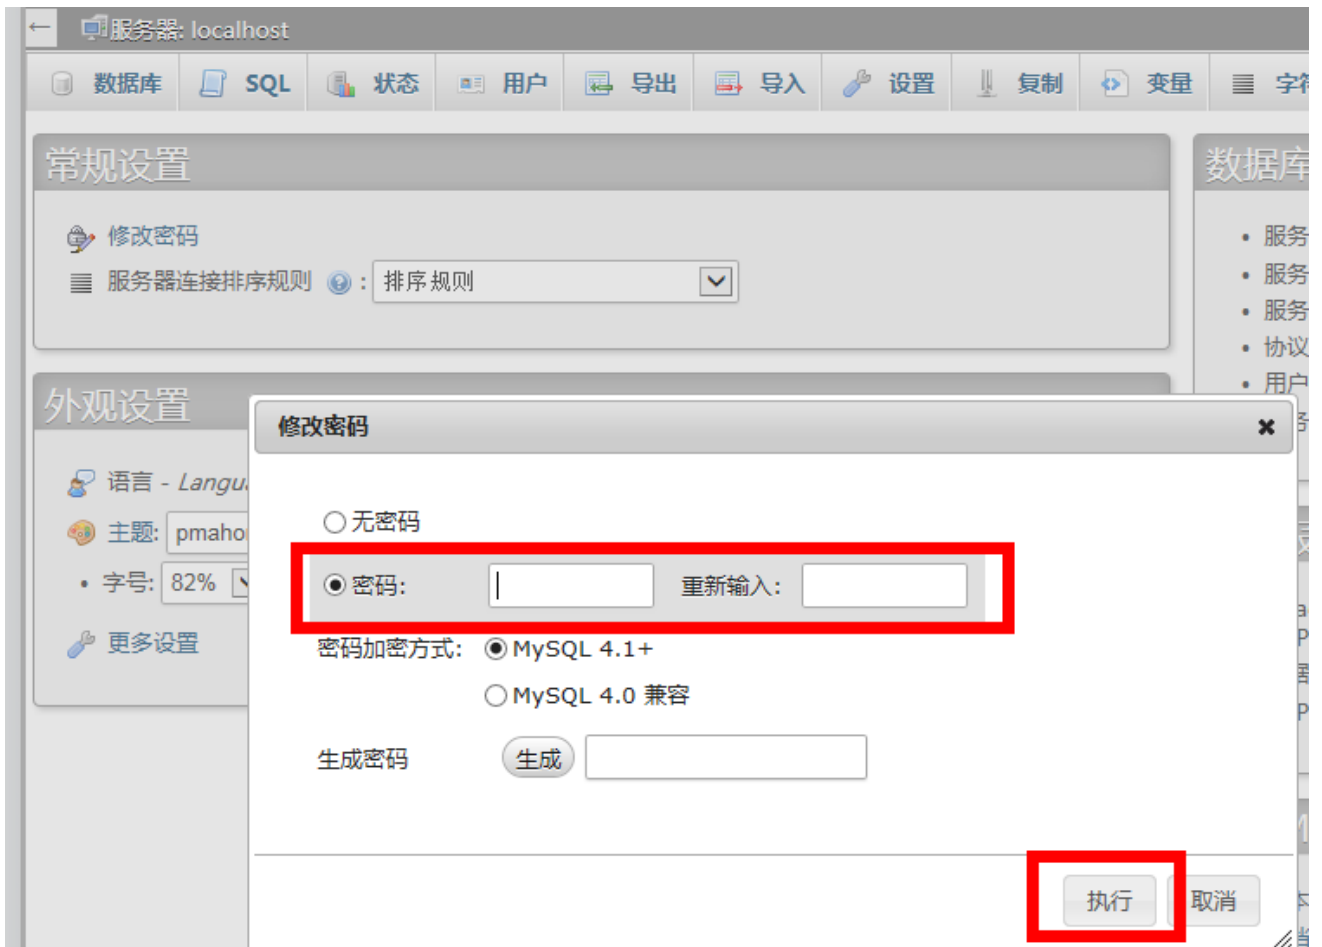 服务器: localhost
数据库 SQL 状态 用户 导出 导入 设置 复制 变量
常规设置
修改密码
服务器连接排序规则 : 排序规则
数据库
服务
服务
服务
协议
用户
外观设置
语言 - Langu
主题: pmaho
字号: 82%
更多设置
修改密码
无密码
密码: 重新输入:
密码加密方式: MySQL 4.1+
MySQL 4.0 兼容
生成密码 生成
执行 取消